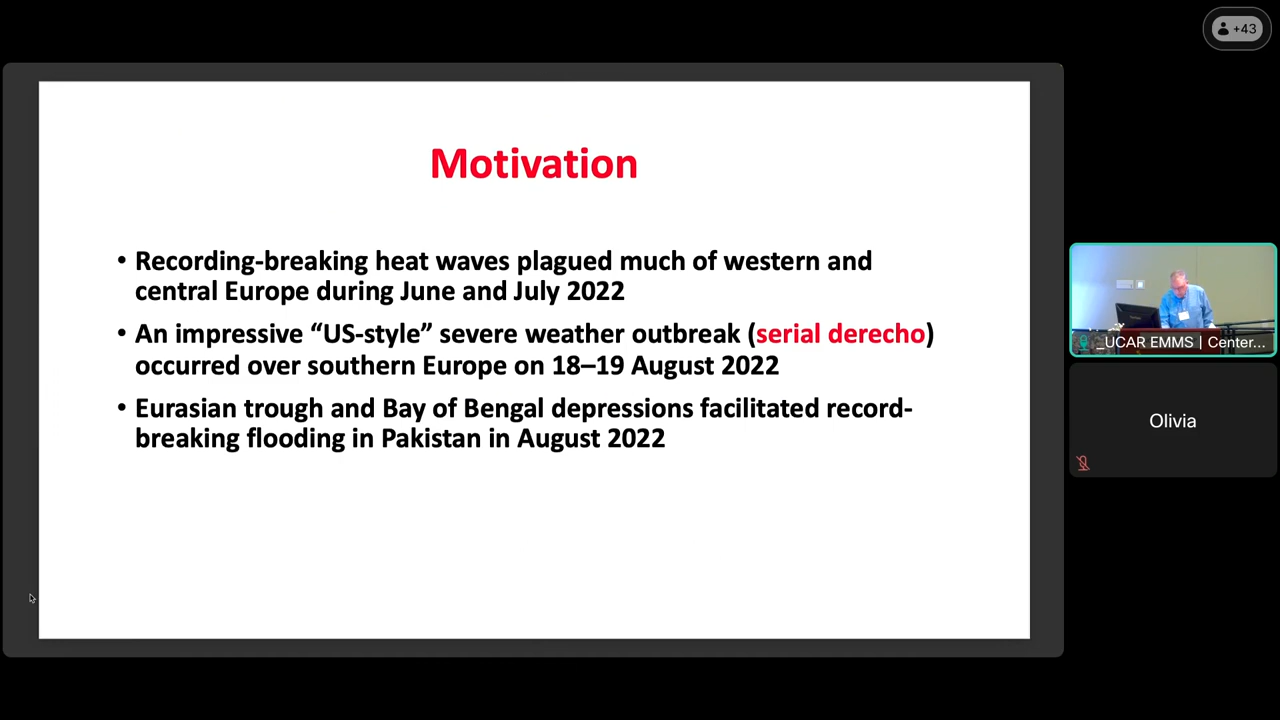 +43
Motivation
• Recording-breaking heat waves plagued much of western and
central Europe during June and July 2022
• An impressive “US-style” severe weather outbreak (serial derecho)
occurred over southern Europe on 18–19 August 2022
• Eurasian trough and Bay of Bengal depressions facilitated record-
breaking flooding in Pakistan in August 2022
_UCAR EMMS | Center...
Olivia